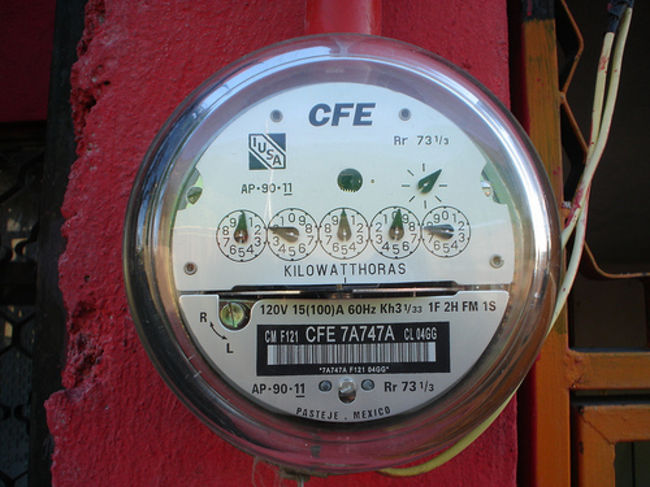 CFE
IUSA
Rr 73 1/3
AP·90·11
KILOWATTHORAS
R
L
120V 15(100)A 60Hz Kh3 1/33 1F 2H FM 1S
CM F121 CFE 7A747A CL 04GG
*7A747A F121 04GG*
AP·90·11
Rr 73 1/3
PASTEJE, MEXICO